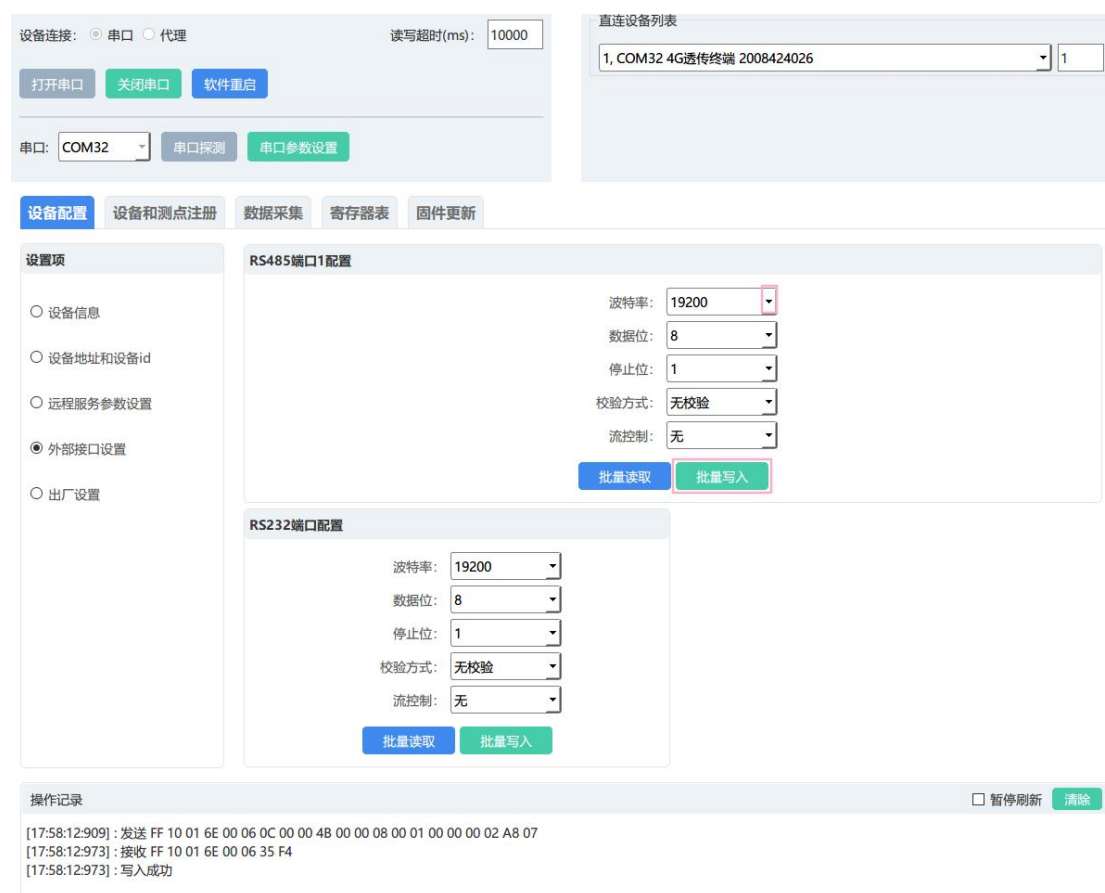 设备连接： 串口 代理 读写超时(ms)： 10000
打开串口 关闭串口 软件重启
串口: COM32 串口探测 串口参数设置
直连设备列表
1, COM32 4G透传终端 2008424026 1
设备配置 设备和测点注册 数据采集 寄存器表 固件更新
设置项
设备信息
设备地址和设备id
远程服务参数设置
外部接口设置
出厂设置
RS485端口1配置
波特率： 19200
数据位： 8
停止位： 1
校验方式： 无校验
流控制： 无
批量读取 批量写入
RS232端口配置
波特率： 19200
数据位： 8
停止位： 1
校验方式： 无校验
流控制： 无
批量读取 批量写入
操作记录 暂停刷新 清除
[17:58:12:909] : 发送 FF 10 01 6E 00 06 0C 00 00 4B 00 00 08 00 01 00 00 00 02 A8 07
[17:58:12:973] : 接收 FF 10 01 6E 00 06 35 F4
[17:58:12:973] : 写入成功